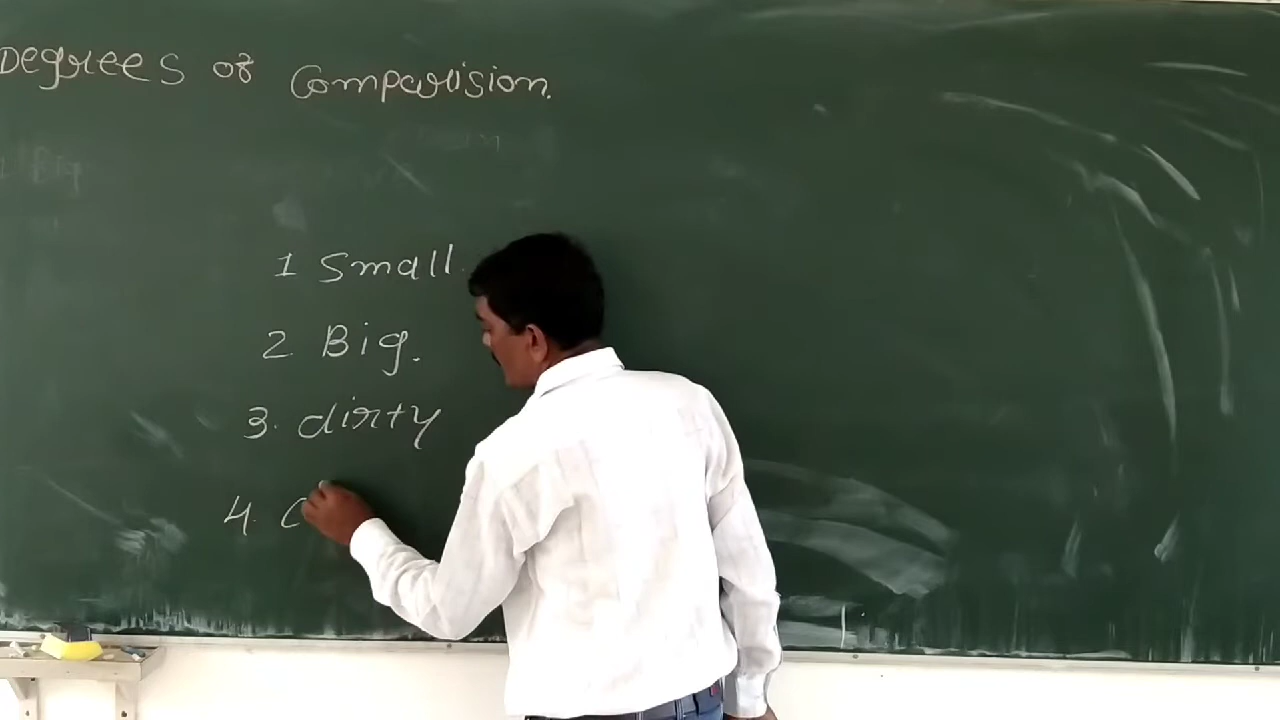 Degrees of Comparision.
1 Small.
2 Big.
3. dirty
4. C